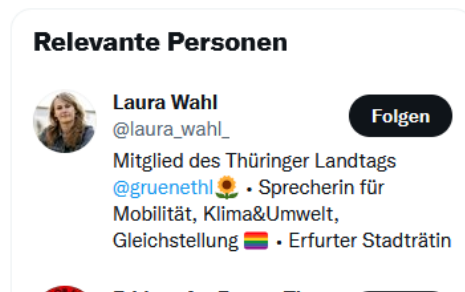 Relevante Personen
Laura Wahl
Folgen
@laura_wahl_
Mitglied des Thüringer Landtags
@gruenethl🌻 • Sprecherin für
Mobilität, Klima&Umwelt,
Gleichstellung 🏳️‍🌈 • Erfurter Stadträtin